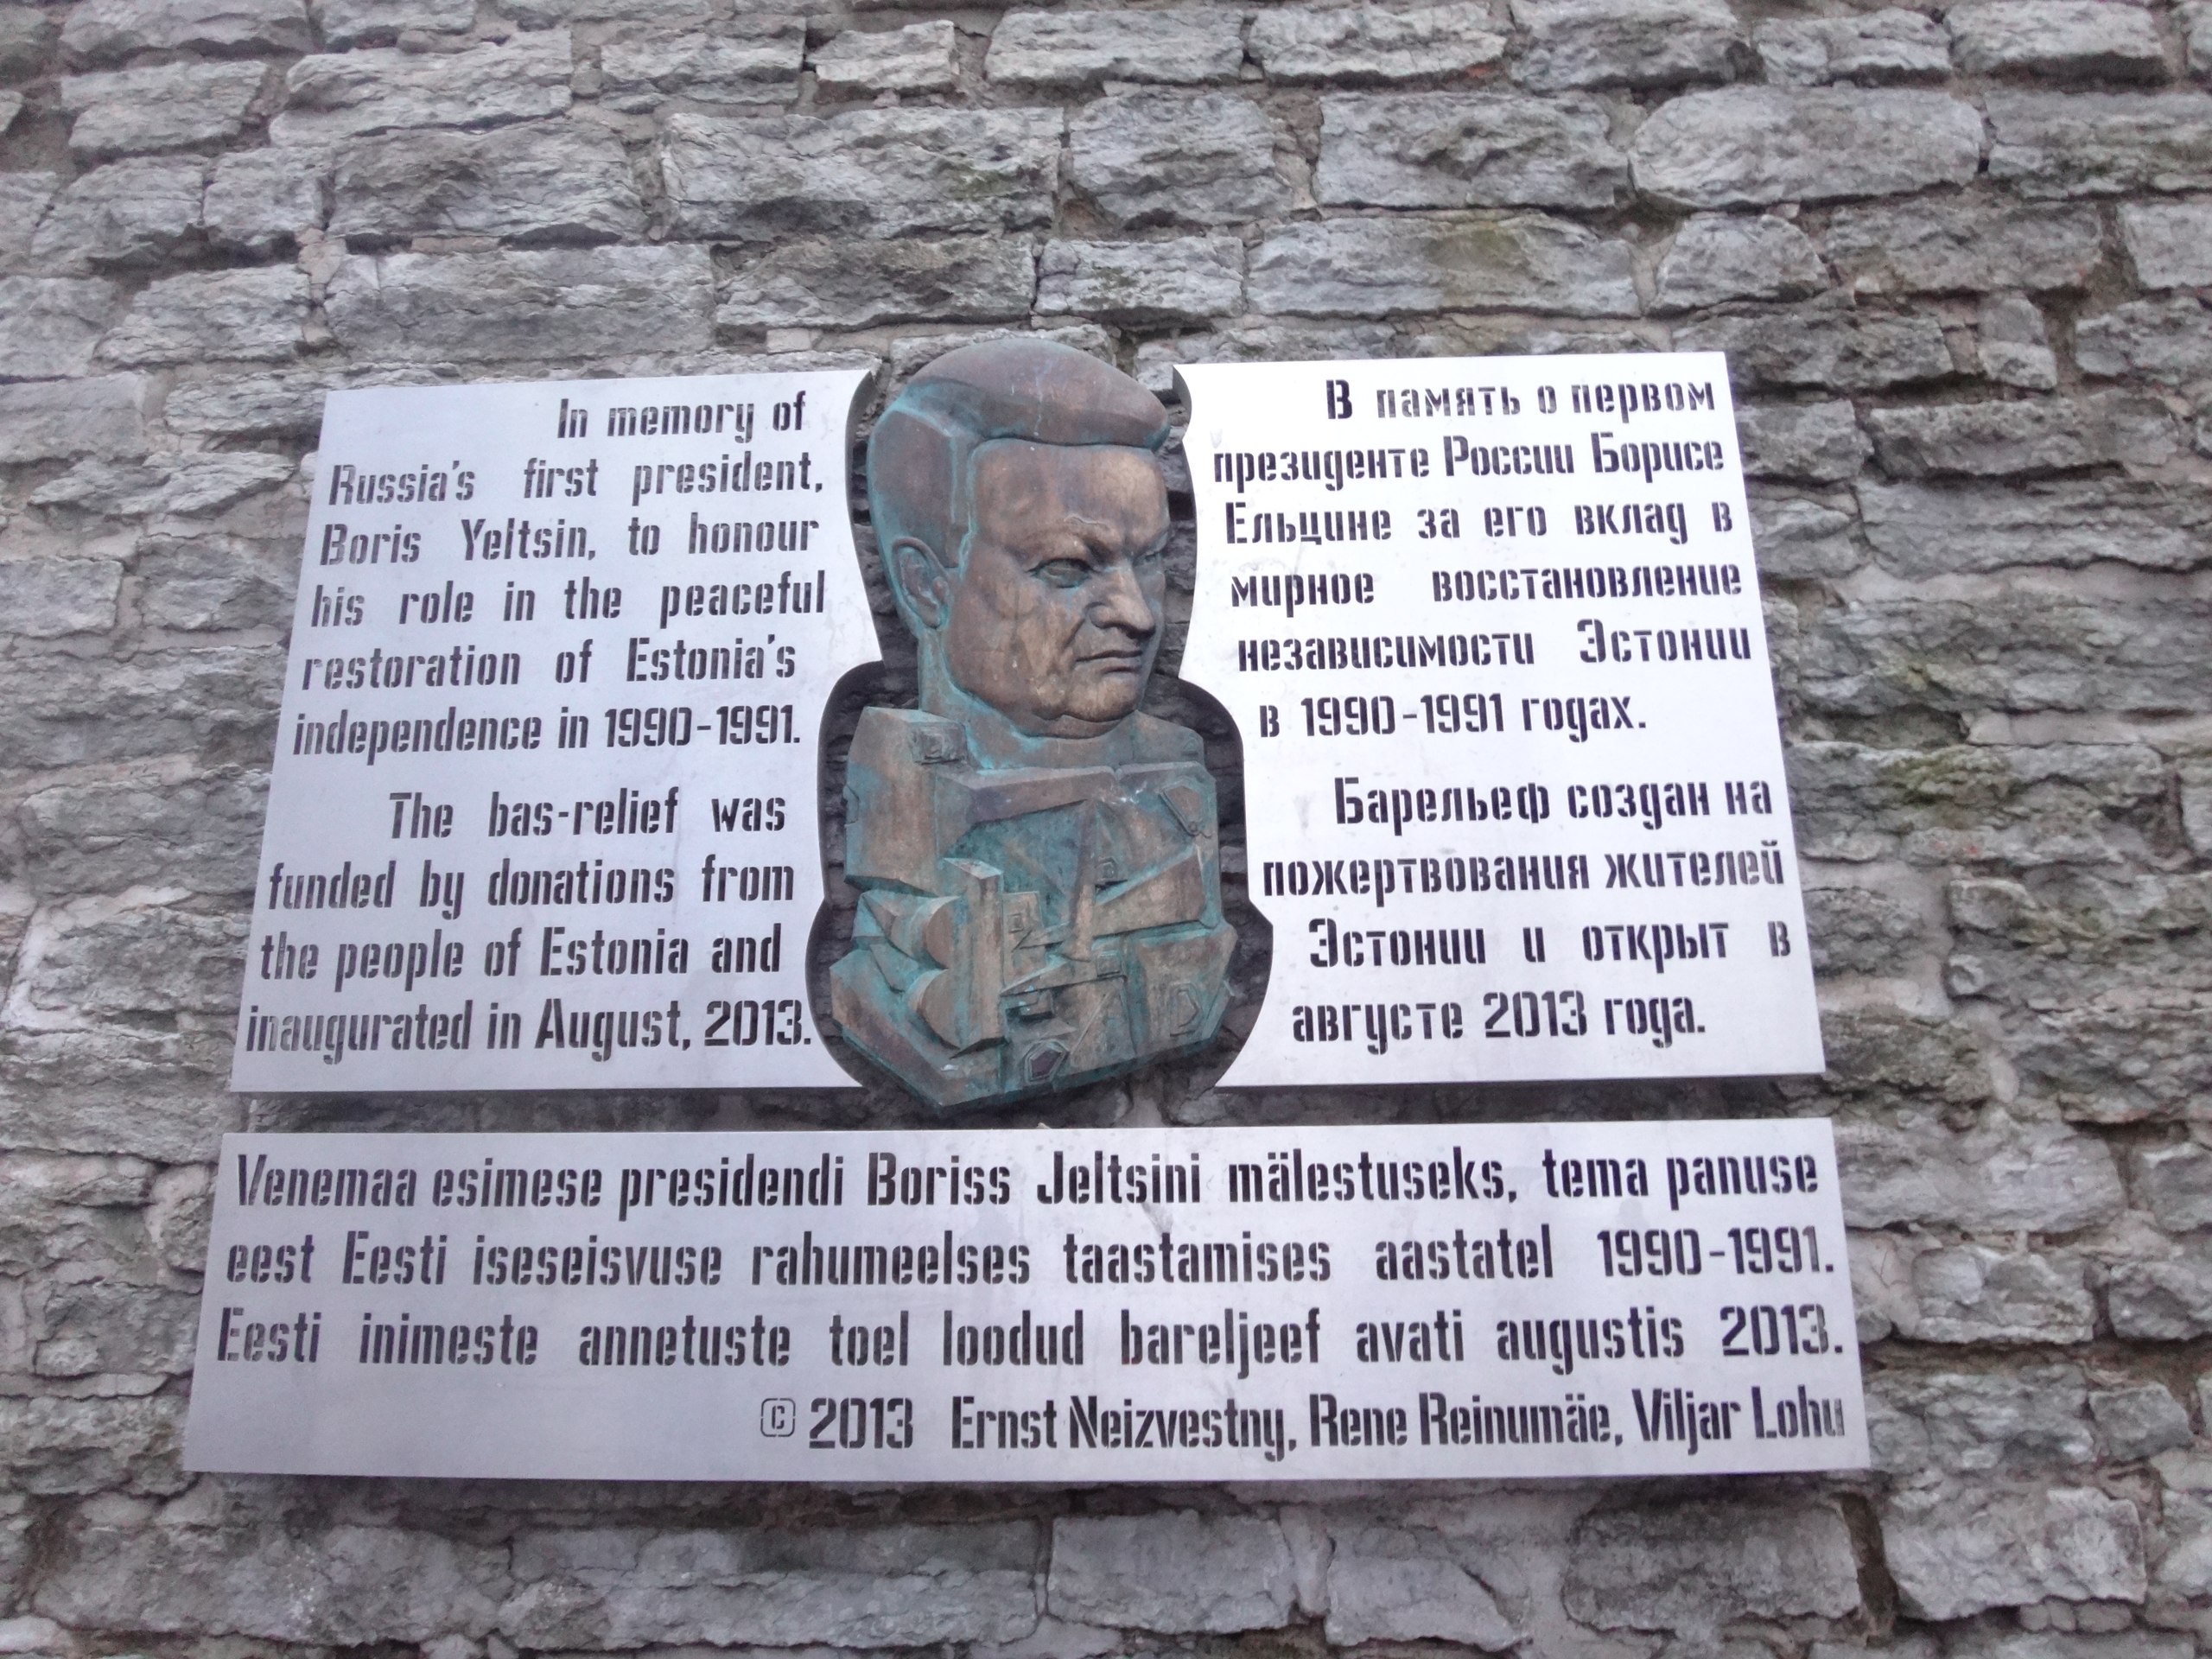 In memory of
Russia's first president,
Boris Yeltsin, to honour
his role in the peaceful
restoration of Estonia's
independence in 1990-1991.
The bas-relief was
funded by donations from
the people of Estonia and
inaugurated in August, 2013.
В память о первом
президенте России Борисе
Ельцине за его вклад в
мирное восстановление
независимости Эстонии
в 1990-1991 годах.
Барельеф создан на
пожертвования жителей
Эстонии и открыт в
августе 2013 года.
Venemaa esimese presidendi Boriss Jeltsini mälestuseks, tema panuse
eest Eesti iseseisvuse rahumeelses taastamises aastatel 1990-1991.
Eesti inimeste annetuste toel loodud bareljeef avati augustis 2013.
© 2013 Ernst Neizvestny, Rene Reinumäe, Viljar Lohu